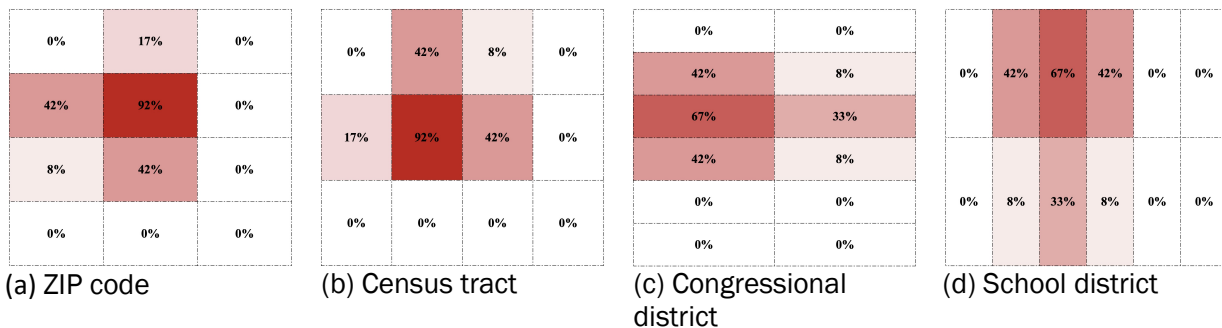 0% 17% 0%
42% 92% 0%
8% 42% 0%
0% 0% 0%
(a) ZIP code
0% 42% 8% 0%
17% 92% 42% 0%
0% 0% 0% 0%
(b) Census tract
0% 0%
42% 8%
67% 33%
42% 8%
0% 0%
0% 0%
(c) Congressional
district
0% 42% 67% 42% 0% 0%
0% 8% 33% 8% 0% 0%
(d) School district